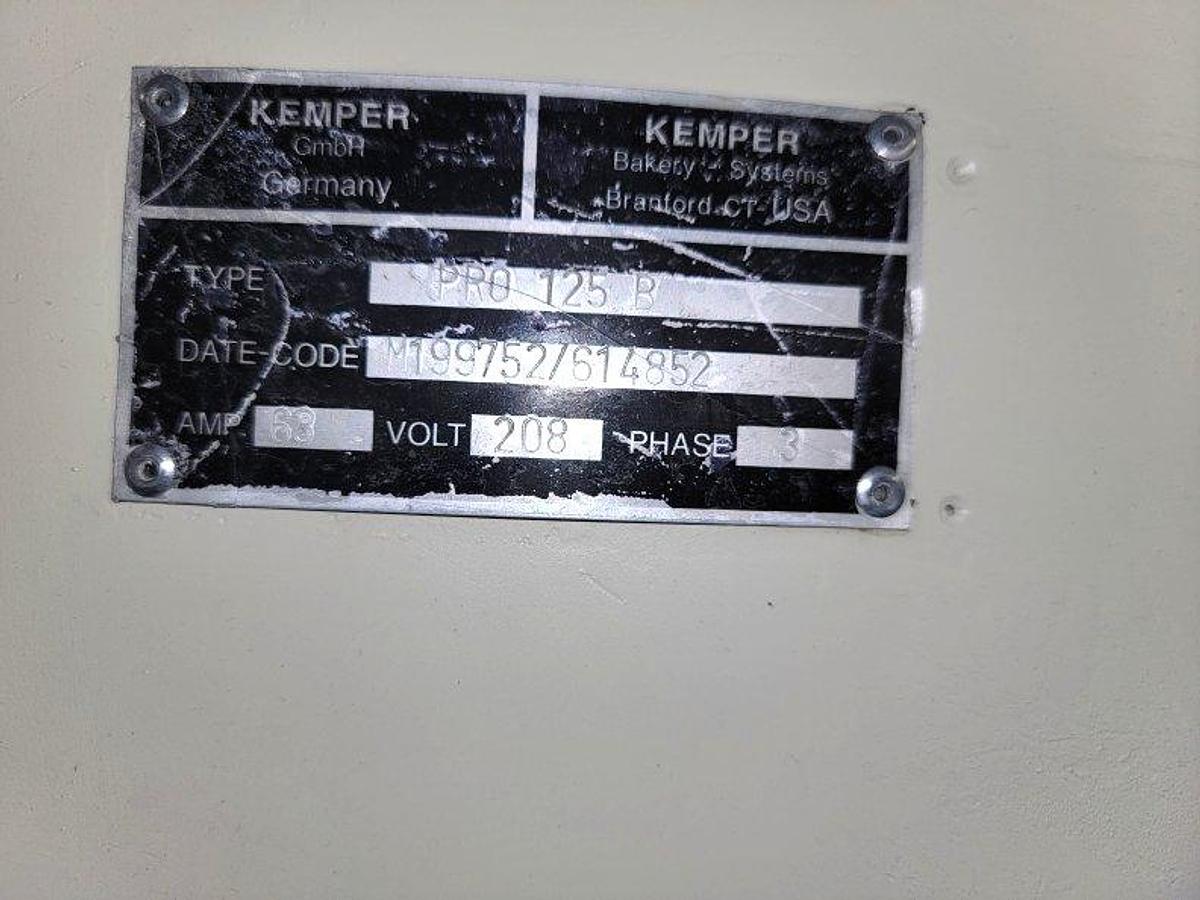 KEMPER
GmbH
Germany
KEMPER
Bakery - Systems
Branford-CT-USA
TYPE PRO 125 B
DATE-CODE M199752/614852
AMP. 63 VOLT 208 PHASE 3